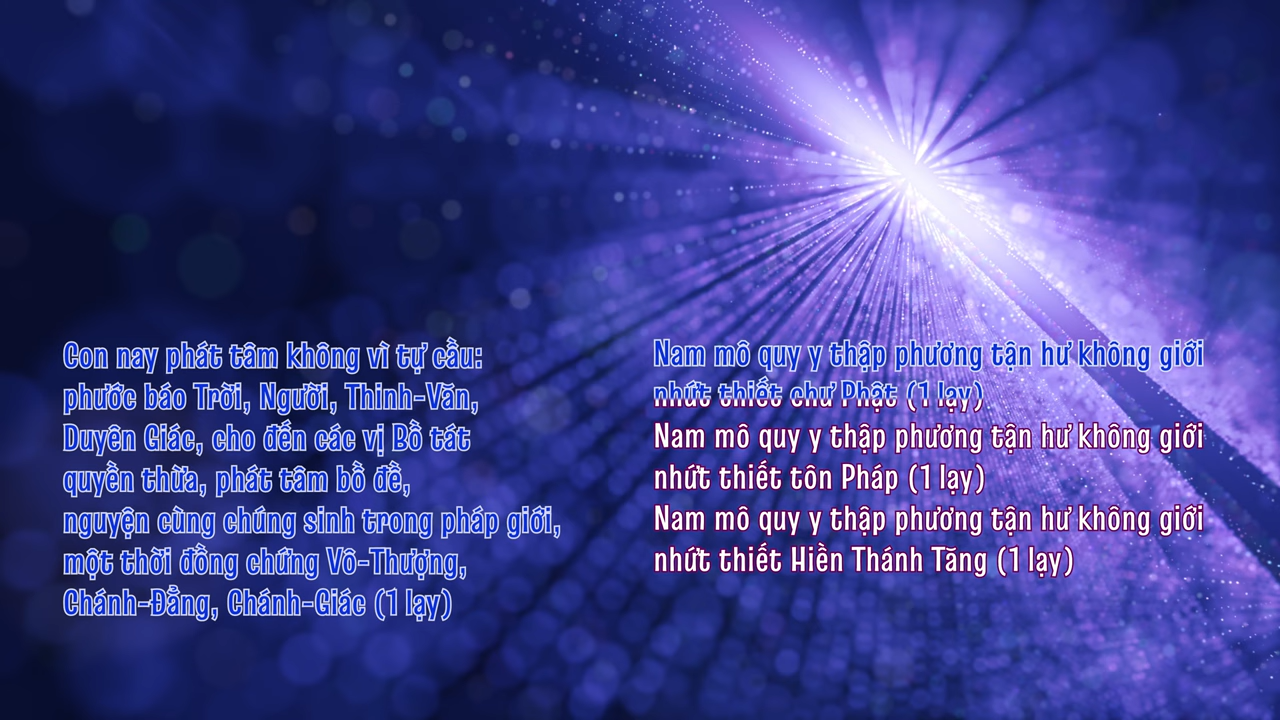 Con nay phát tâm không vì tự cầu:
phước báo Trời, Người, Thinh-Văn,
Duyên Giác, cho đến các vị Bồ tát
quyền thừa, phát tâm bồ đề,
nguyện cùng chúng sinh trong pháp giới,
một thời đồng chứng Vô-Thượng,
Chánh-Đẳng, Chánh-Giác (1 lạy)
Nam mô quy y thập phương tận hư không giới
nhứt thiết chư Phật (1 lạy)
Nam mô quy y thập phương tận hư không giới
nhứt thiết tôn Pháp (1 lạy)
Nam mô quy y thập phương tận hư không giới
nhứt thiết Hiền Thánh Tăng (1 lạy)